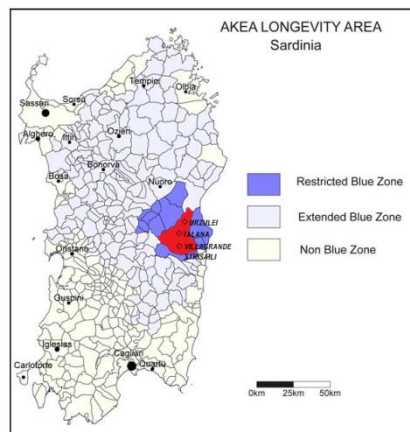 AKEA LONGEVITY AREA
Sardinia
Tempio
Olbia
Sorso
Sassari
Alghero
Ittiri
Ozieri
Bonorva
Bosa
Nuoro
URZULEI
TALANA
VILLAGRANDE
STRISAILI
Oristano
Guspini
Iglesias
Cagliari
Quartu
Carloforte
Restricted Blue Zone
Extended Blue Zone
Non Blue Zone
0km 25km 50km